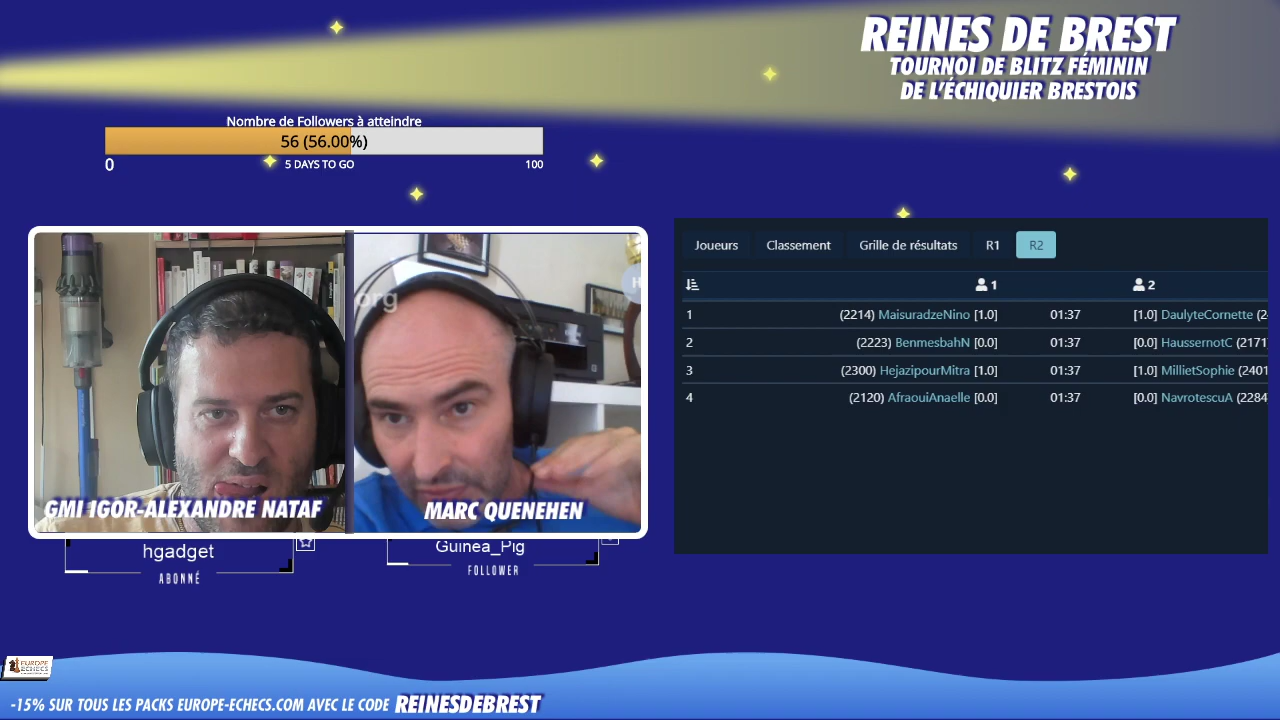 REINES DE BREST
TOURNOI DE BLITZ FÉMININ
DE L'ÉCHIQUIER BRESTOIS
Nombre de Followers à atteindre
56 (56.00%)
0 5 DAYS TO GO 100
Joueurs Classement Grille de résultats R1 R2
1 2
1 (2214) MaisuradzeNino [1.0] 01:37 [1.0] DaulyteCornette (2
2 (2223) BenmesbahN [0.0] 01:37 [0.0] HaussernotC (2171
3 (2300) HejazipourMitra [1.0] 01:37 [1.0] MillietSophie (2401
4 (2120) AfraouiAnaelle [0.0] 01:37 [0.0] NavrotescuA (2284
org
H
GMI IGOR-ALEXANDRE NATAF
MARC QUENEHEN
hgadget
ABONNÉ
Guinea_Pig
FOLLOWER
EUROPE
ECHECS
-15% SUR TOUS LES PACKS EUROPE-ECHECS.COM AVEC LE CODE REINESDEBREST